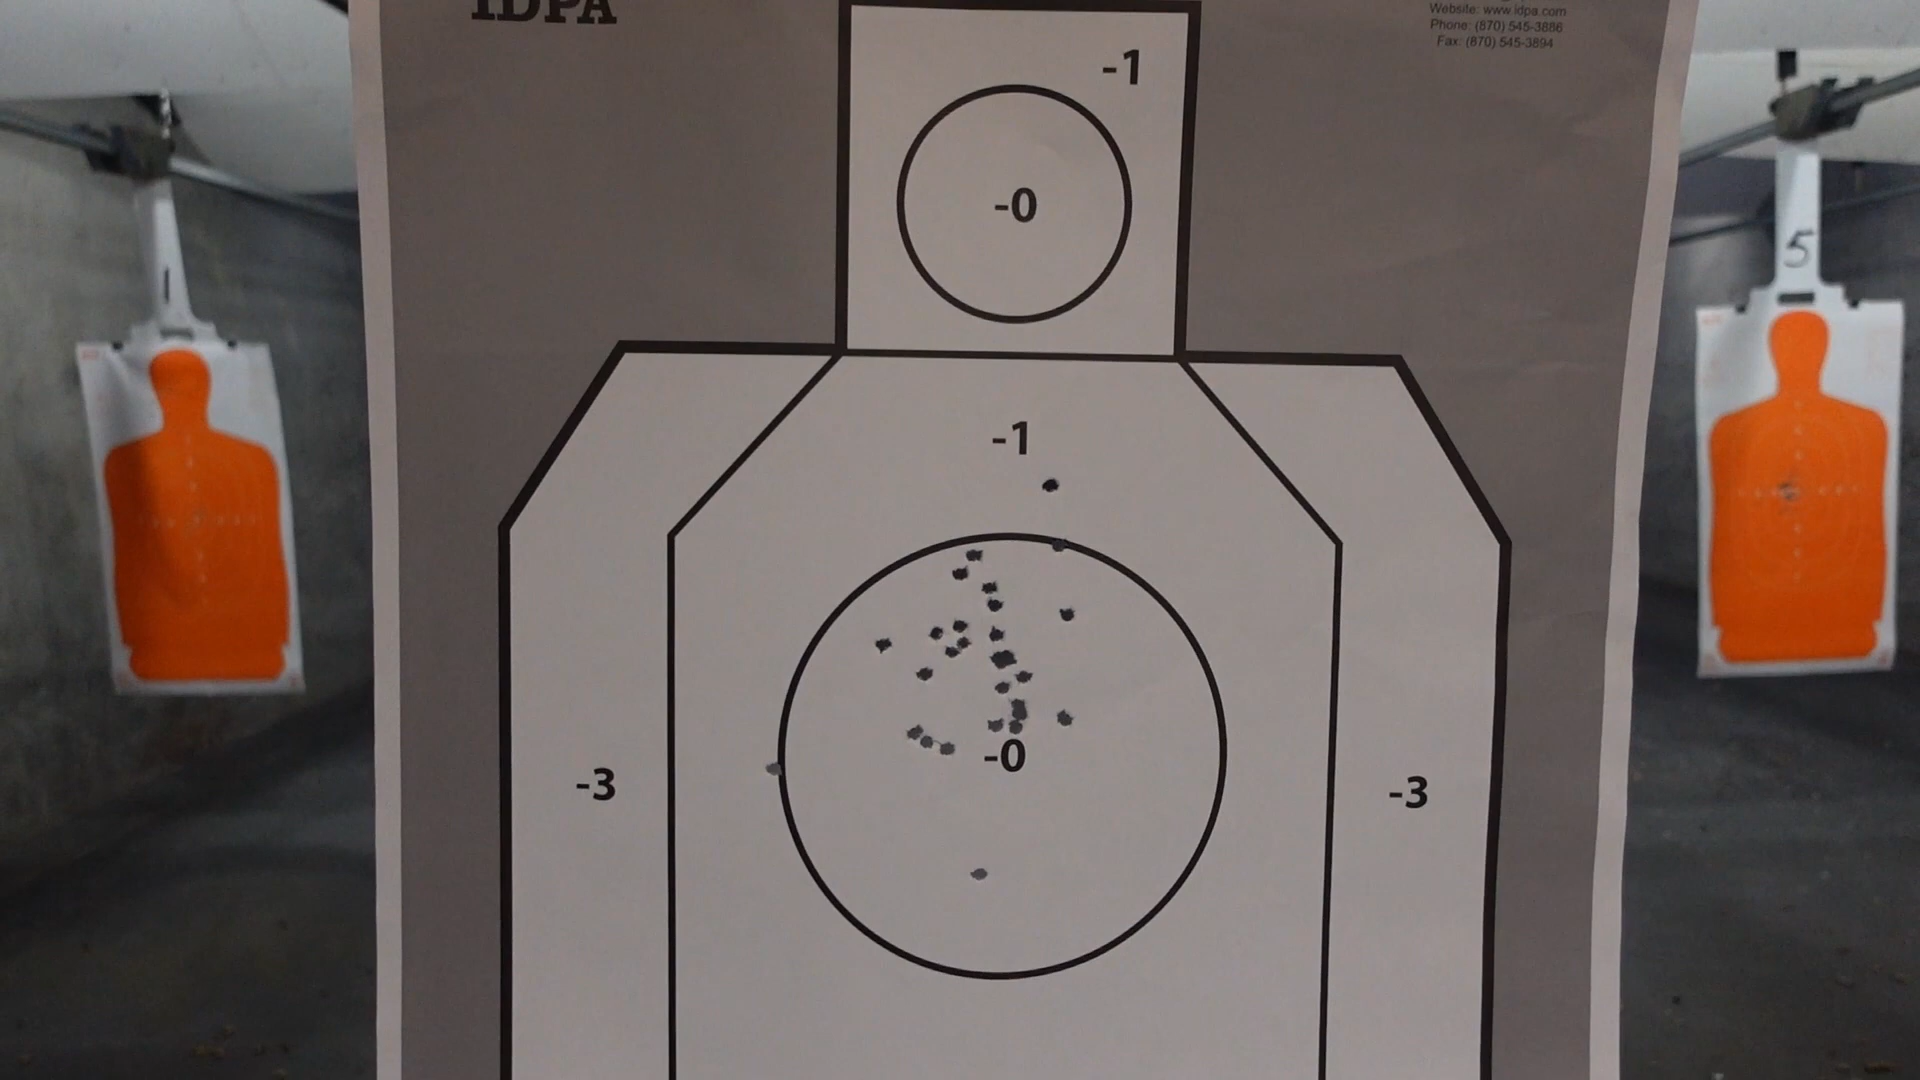 IDPA
Website: www.idpa.com
Phone: (870) 545-3886
Fax: (870) 545-3894
-1
-0
1
5
-1
-0
-3
-3